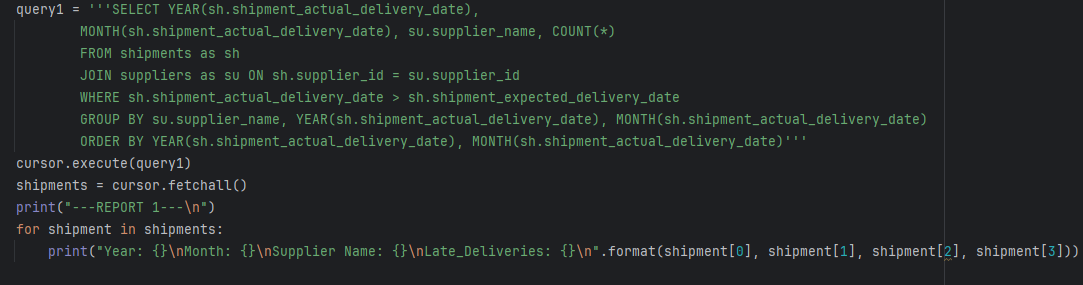 query1 = '''SELECT YEAR(sh.shipment_actual_delivery_date),
        MONTH(sh.shipment_actual_delivery_date), su.supplier_name, COUNT(*)
        FROM shipments as sh
        JOIN suppliers as su ON sh.supplier_id = su.supplier_id
        WHERE sh.shipment_actual_delivery_date > sh.shipment_expected_delivery_date
        GROUP BY su.supplier_name, YEAR(sh.shipment_actual_delivery_date), MONTH(sh.shipment_actual_delivery_date)
        ORDER BY YEAR(sh.shipment_actual_delivery_date), MONTH(sh.shipment_actual_delivery_date)'''
cursor.execute(query1)
shipments = cursor.fetchall()
print("---REPORT 1---\n")
for shipment in shipments:
    print("Year: {}\nMonth: {}\nSupplier Name: {}\nLate_Deliveries: {}\n".format(shipment[0], shipment[1], shipment[2], shipment[3]))